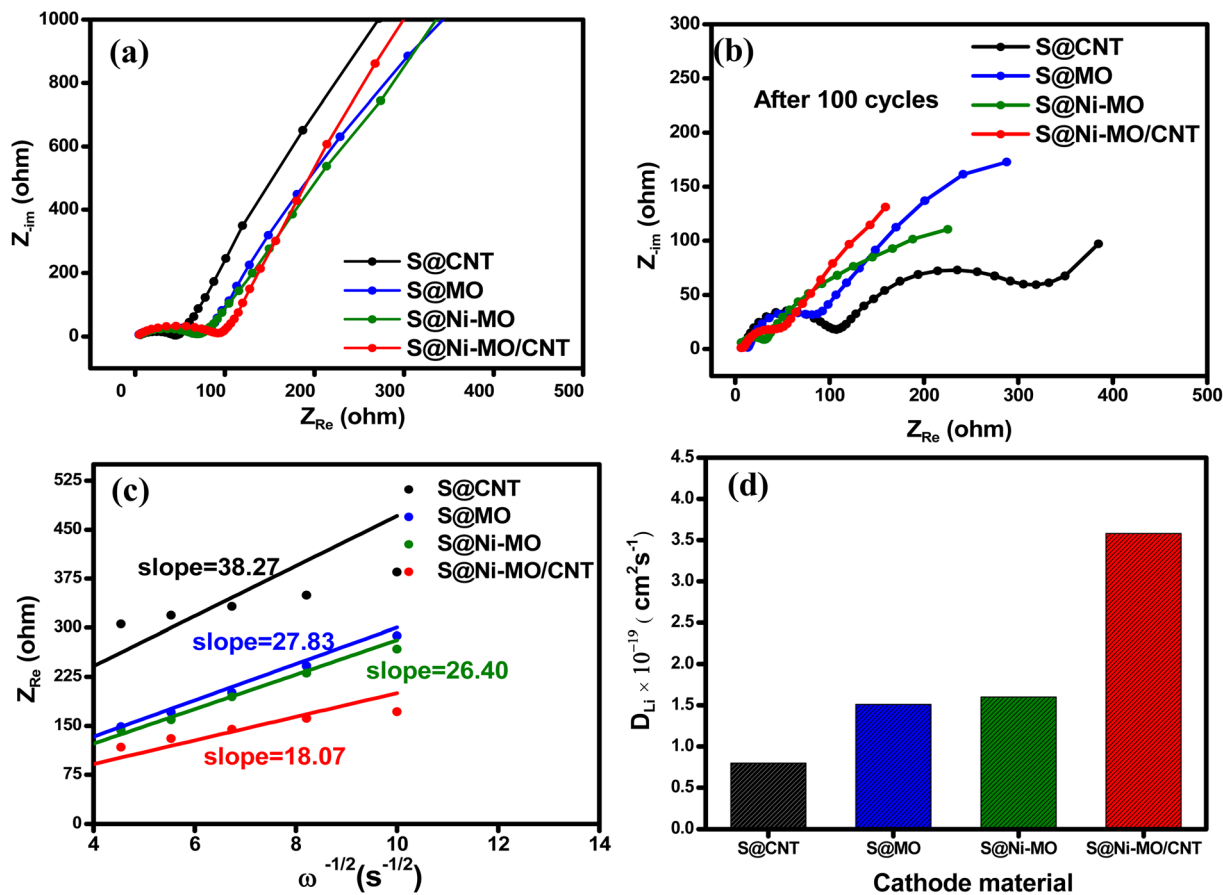 (a)
1000
800
600
400
200
0
Z-im (ohm)
S@CNT
S@MO
S@Ni-MO
S@Ni-MO/CNT
0 100 200 300 400 500
ZRe (ohm)
(b)
300
250
200
150
100
50
0
Z-im (ohm)
After 100 cycles
S@CNT
S@MO
S@Ni-MO
S@Ni-MO/CNT
0 100 200 300 400 500
ZRe (ohm)
(c)
525
450
375
300
225
150
75
0
ZRe (ohm)
S@CNT
S@MO
S@Ni-MO
S@Ni-MO/CNT
slope=38.27
slope=27.83
slope=26.40
slope=18.07
4 6 8 10 12 14
ω -1/2(s-1/2)
(d)
4.5
4.0
3.5
3.0
2.5
2.0
1.5
1.0
0.5
0.0
DLi × 10−19 ( cm2s-1)
S@CNT S@MO S@Ni-MO S@Ni-MO/CNT
Cathode material